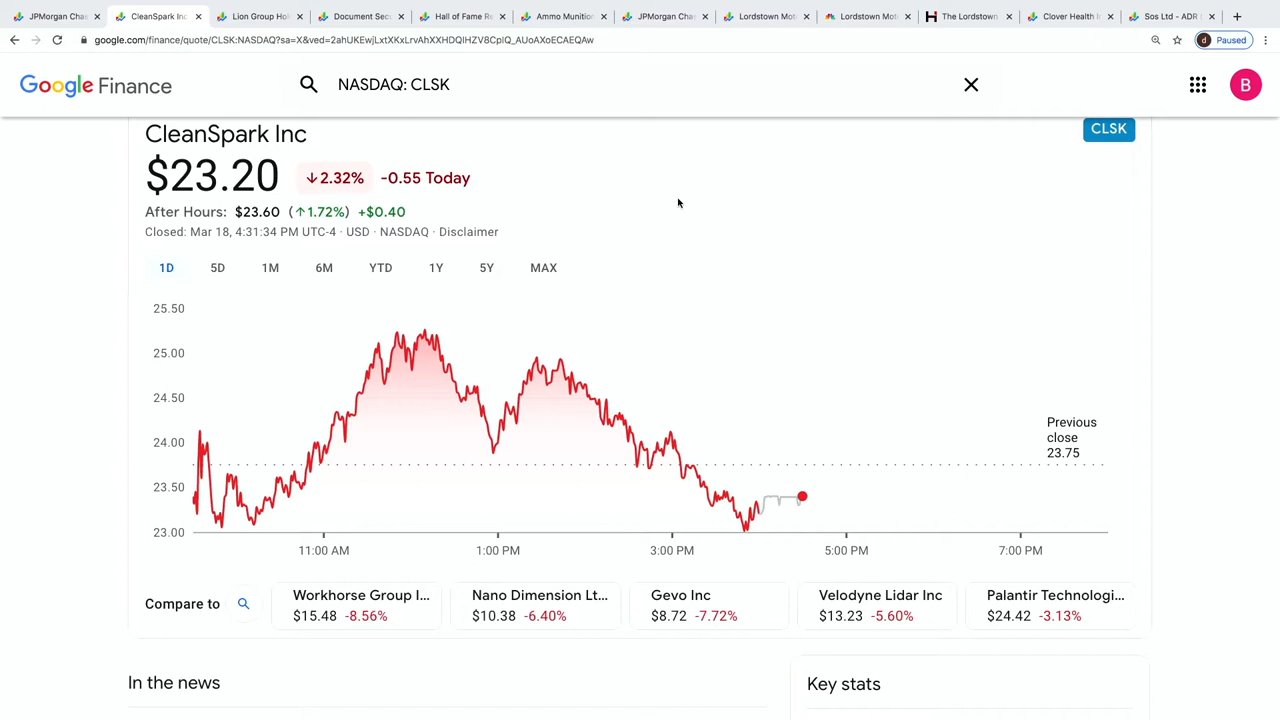 JPMorgan Chas
CleanSpark Inc
Lion Group Hol
Document Secu
Hall of Fame Re
Ammo Munition
JPMorgan Chas
Lordstown Mot
Lordstown Mot
The Lordstown
Clover Health I
Sos Ltd - ADR
google.com/finance/quote/CLSK:NASDAQ?sa=X&ved=2ahUKEwjLxtXKxLrvAhXXHDQIHZV8CpIQ_AUoAXoECAEQAw
d
Paused
Google Finance
NASDAQ: CLSK
B
CleanSpark Inc
CLSK
$23.20
↓2.32%
-0.55 Today
After Hours: $23.60 (↑1.72%) +$0.40
Closed: Mar 18, 4:31:34 PM UTC-4 · USD · NASDAQ · Disclaimer
1D 5D 1M 6M YTD 1Y 5Y MAX
25.50
25.00
24.50
24.00
23.50
23.00
Previous
close
23.75
11:00 AM 1:00 PM 3:00 PM 5:00 PM 7:00 PM
Compare to
Workhorse Group I...
$15.48 -8.56%
Nano Dimension Lt...
$10.38 -6.40%
Gevo Inc
$8.72 -7.72%
Velodyne Lidar Inc
$13.23 -5.60%
Palantir Technologi...
$24.42 -3.13%
In the news
Key stats